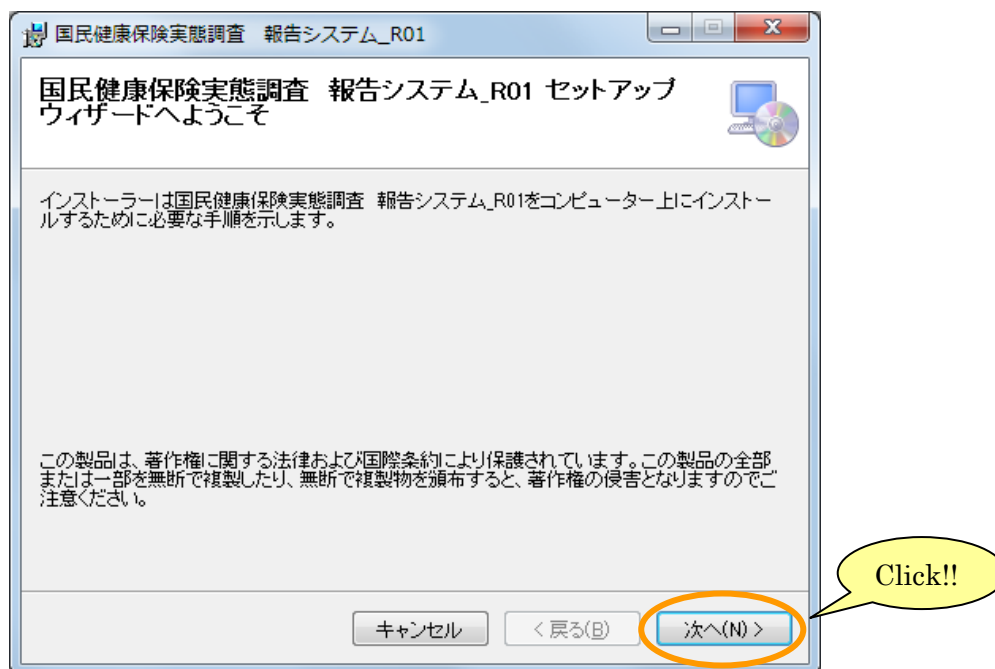 国民健康保険実態調査　報告システム_R01
国民健康保険実態調査　報告システム_R01 セットアップ
ウィザードへようこそ
インストーラーは国民健康保険実態調査　報告システム_R01をコンピューター上にインストー
ルするために必要な手順を示します。
この製品は、著作権に関する法律および国際条約により保護されています。この製品の全部
または一部を無断で複製したり、無断で複製物を頒布すると、著作権の侵害となりますのでご
注意ください。
Click!!
キャンセル
< 戻る(B)
次へ(N) >